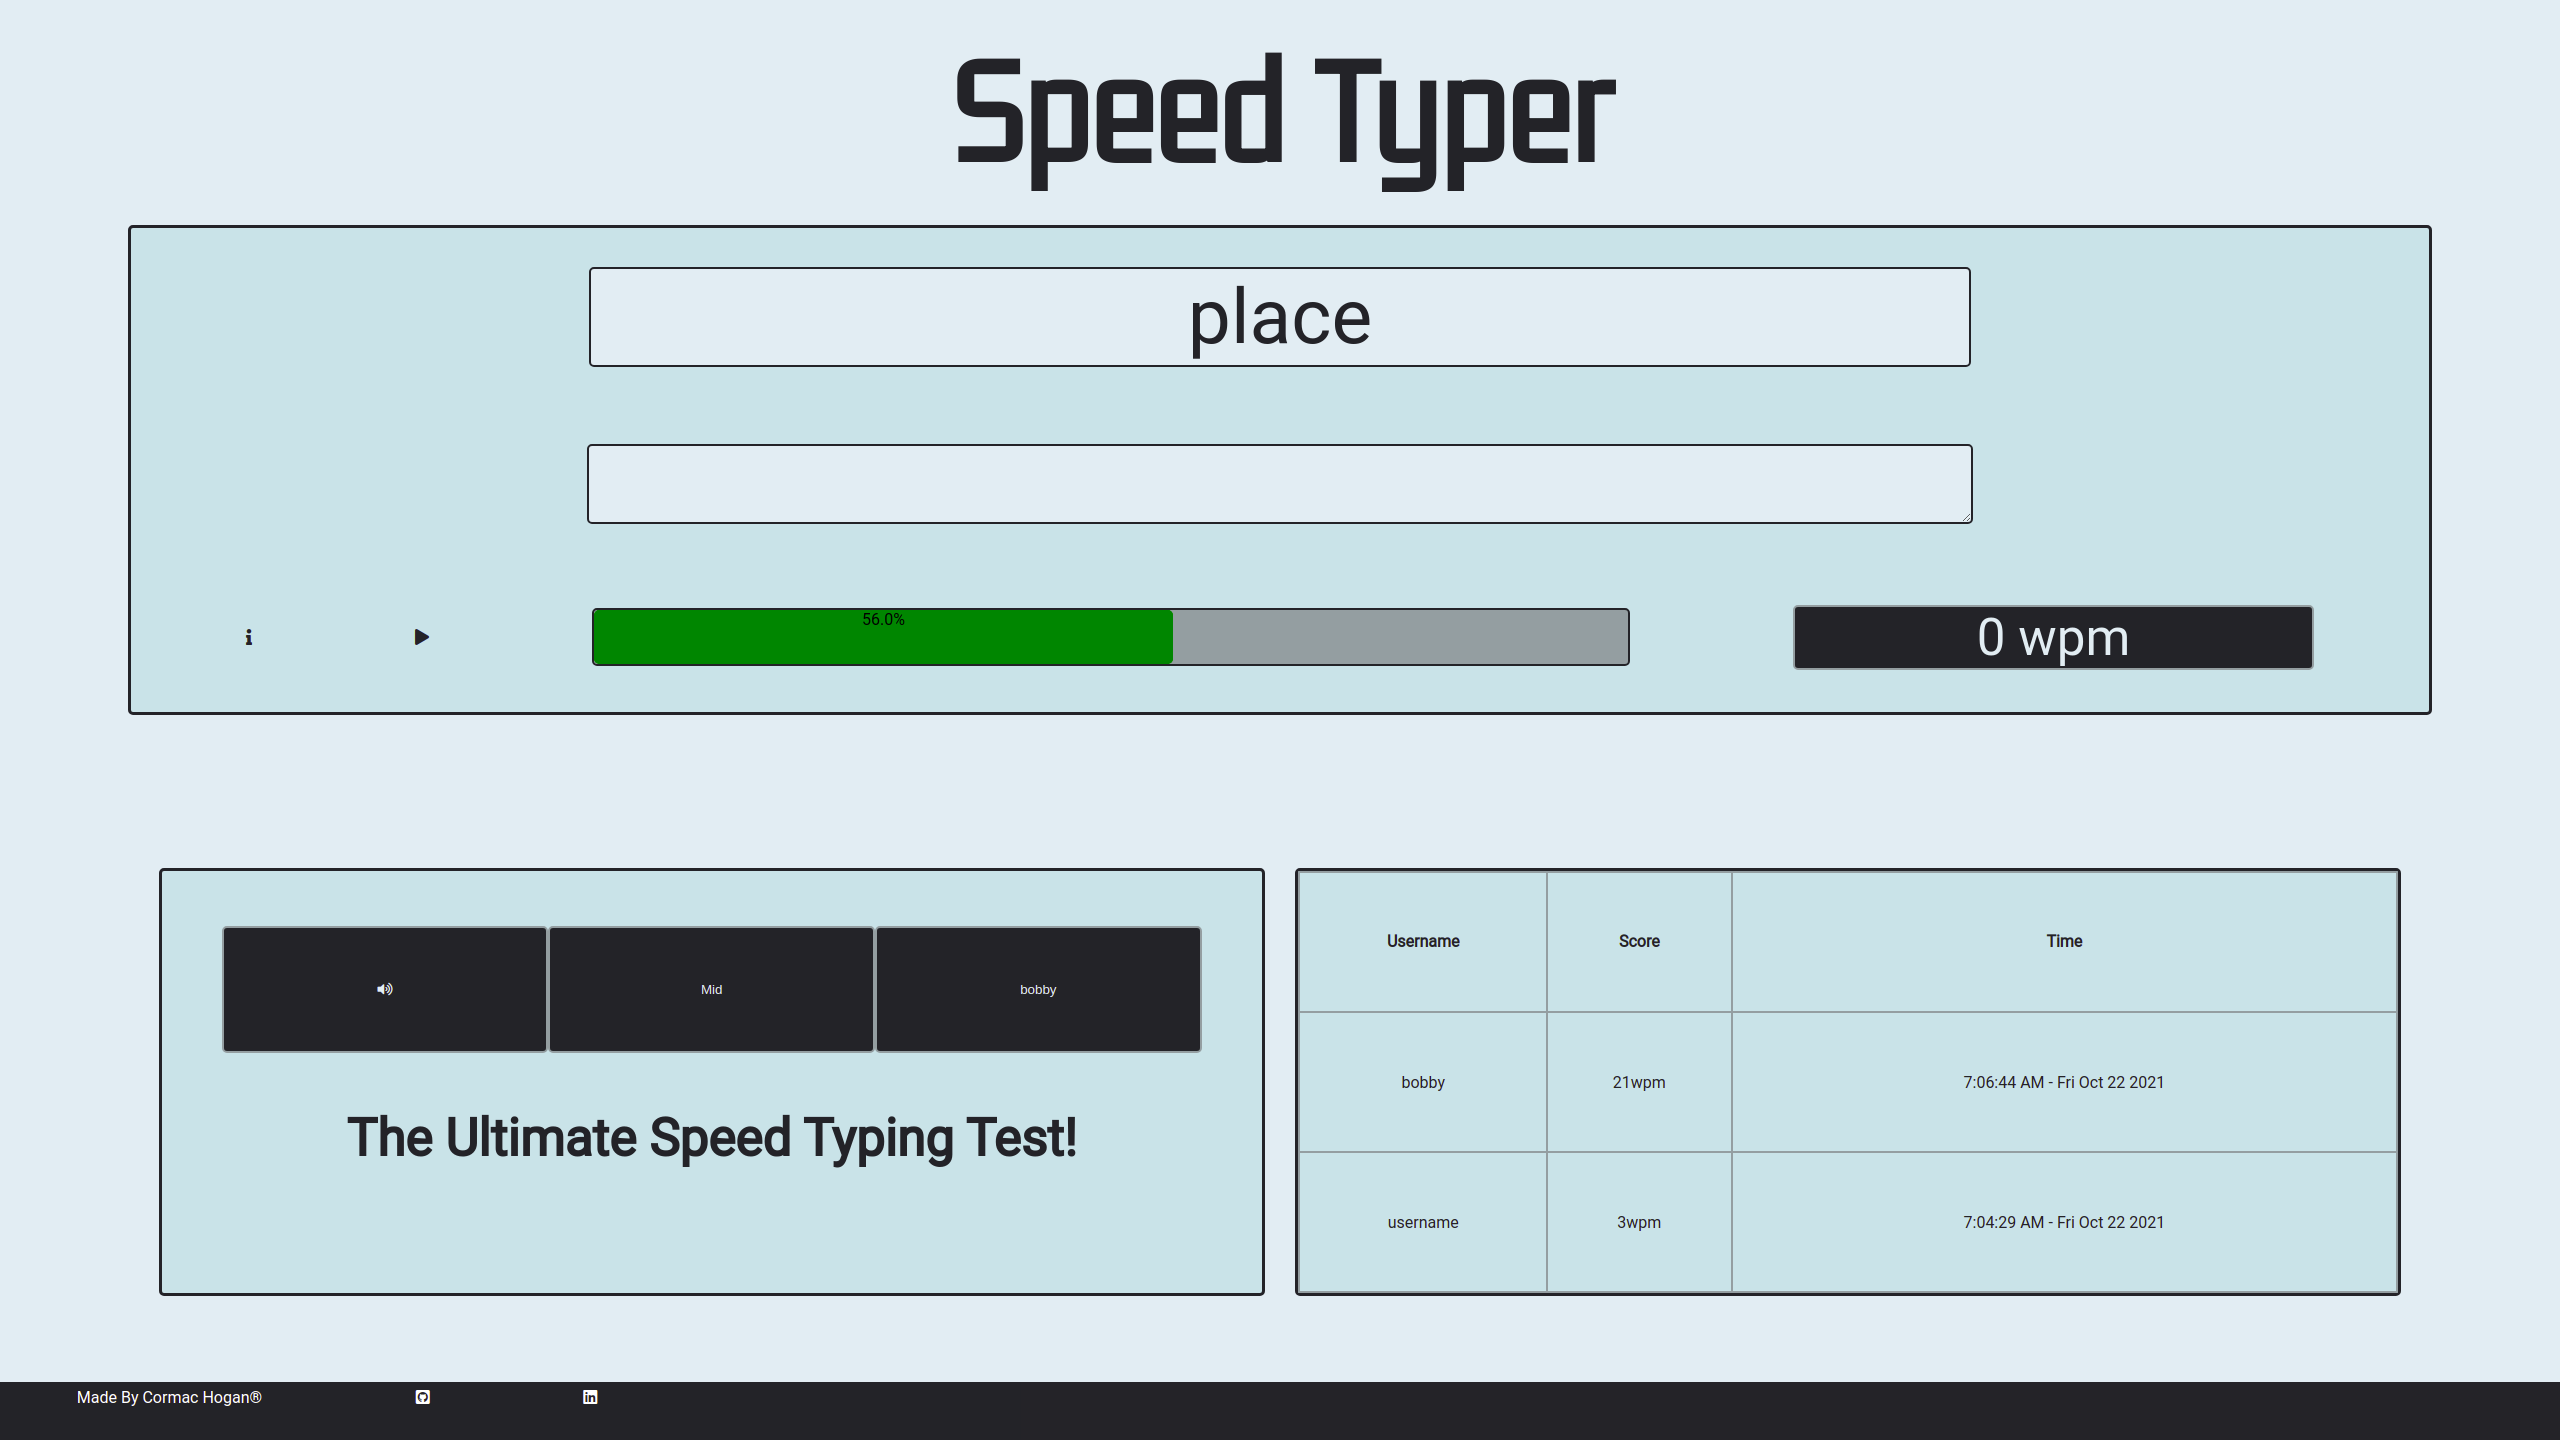 Speed Typer
place
56.0%
0 wpm
Mid
bobby
The Ultimate Speed Typing Test!
Username Score Time
bobby 21wpm 7:06:44 AM - Fri Oct 22 2021
username 3wpm 7:04:29 AM - Fri Oct 22 2021
Made By Cormac Hogan®